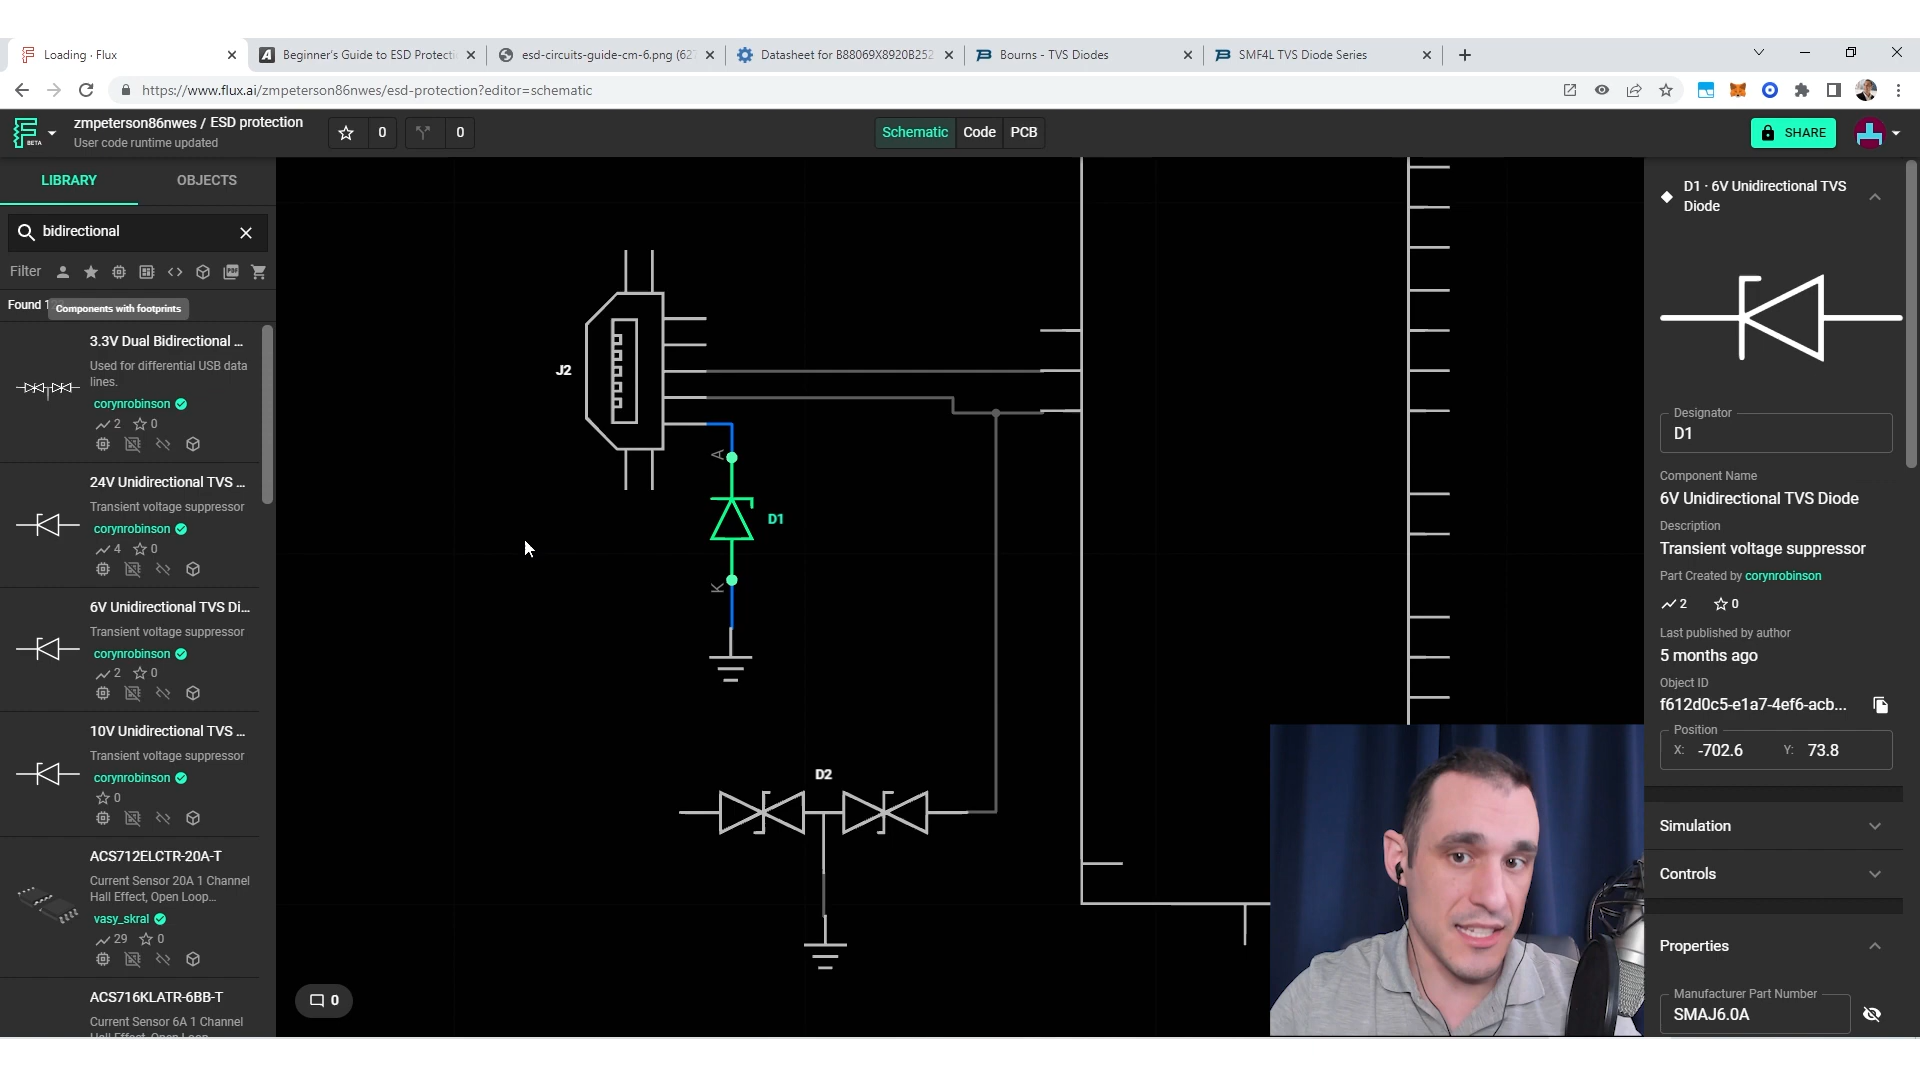 Loading · Flux
Beginner's Guide to ESD Protecti
esd-circuits-guide-cm-6.png (627
Datasheet for B88069X8920B252
Bourns - TVS Diodes
SMF4L TVS Diode Series
https://www.flux.ai/zmpeterson86nwes/esd-protection?editor=schematic
BETA
zmpeterson86nwes / ESD protection
User code runtime updated
0
0
Schematic
Code
PCB
SHARE
LIBRARY
OBJECTS
bidirectional
Filter
PDF
Found 1
Components with footprints
3.3V Dual Bidirectional ...
Used for differential USB data
lines.
corynrobinson
2
0
24V Unidirectional TVS ...
Transient voltage suppressor
corynrobinson
4
0
6V Unidirectional TVS Di...
Transient voltage suppressor
corynrobinson
2
0
10V Unidirectional TVS ...
Transient voltage suppressor
corynrobinson
0
ACS712ELCTR-20A-T
Current Sensor 20A 1 Channel
Hall Effect, Open Loop...
vasy_skral
29
0
ACS716KLATR-6BB-T
Current Sensor 6A 1 Channel
Hall Effect, Open Loop
J2
A
D1
K
D2
0
D1 · 6V Unidirectional TVS
Diode
Designator
D1
Component Name
6V Unidirectional TVS Diode
Description
Transient voltage suppressor
Part Created by corynrobinson
2
0
Last published by author
5 months ago
Object ID
f612d0c5-e1a7-4ef6-acb...
Position
X: -702.6
Y: 73.8
Simulation
Controls
Properties
Manufacturer Part Number
SMAJ6.0A